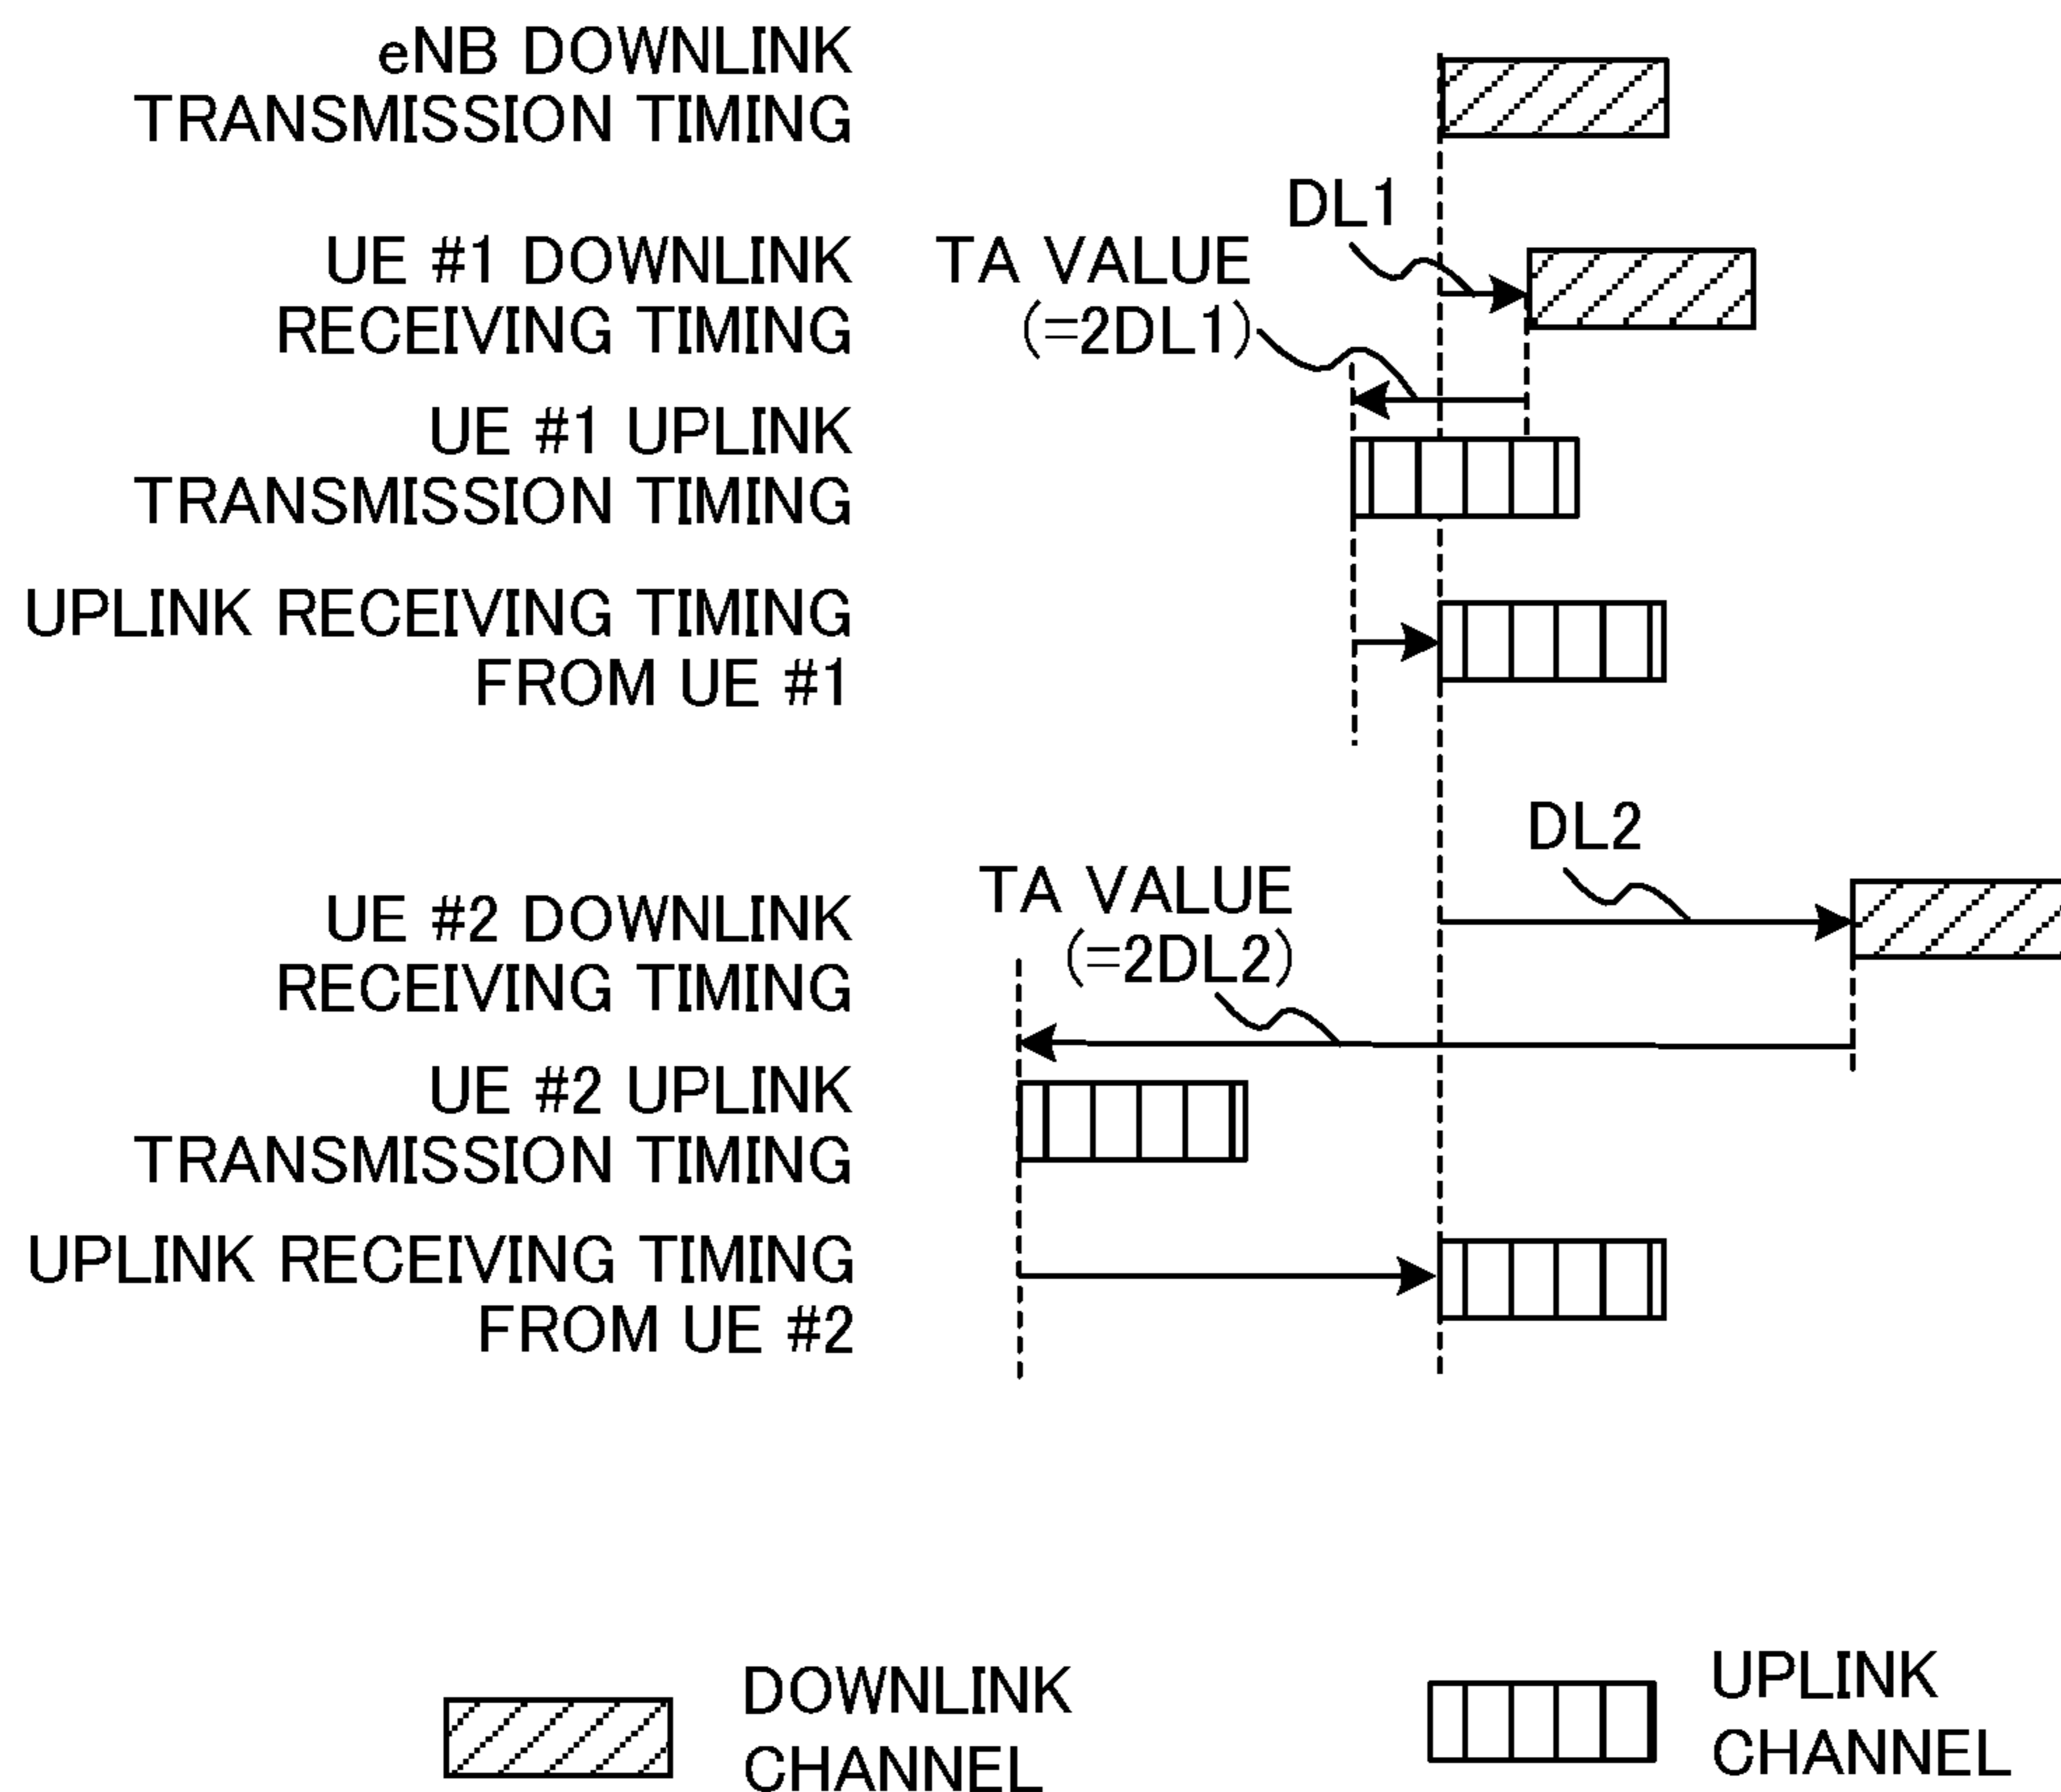 eNB DOWNLINK
TRANSMISSION TIMING
DL1
UE #1 DOWNLINK
RECEIVING TIMING
TA VALUE
(=2DL1)
UE #1 UPLINK
TRANSMISSION TIMING
UPLINK RECEIVING TIMING
FROM UE #1
DL2
TA VALUE
(=2DL2)
UE #2 DOWNLINK
RECEIVING TIMING
UE #2 UPLINK
TRANSMISSION TIMING
UPLINK RECEIVING TIMING
FROM UE #2
DOWNLINK
CHANNEL
UPLINK
CHANNEL